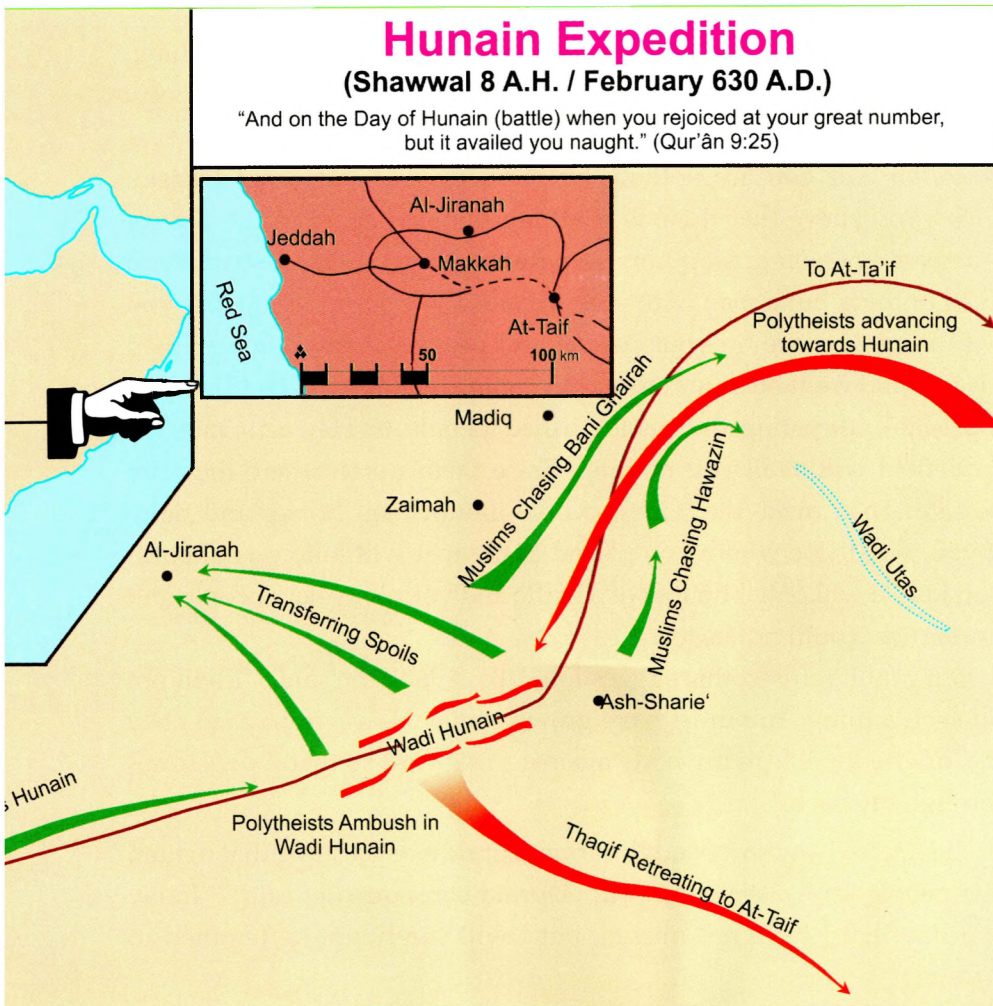 Hunain Expedition
(Shawwal 8 A.H. / February 630 A.D.)
“And on the Day of Hunain (battle) when you rejoiced at your great number,
but it availed you naught.” (Qur’ân 9:25)
Al-Jiranah
Jeddah
Makkah
Red Sea
At-Taif
50
100 km
To At-Ta'if
Polytheists advancing
towards Hunain
Madiq
Muslims Chasing Bani Ghairah
Zaimah
Muslims Chasing Hawazin
Wadi Utas
Al-Jiranah
Transferring Spoils
Ash-Sharie‘
Wadi Hunain
s Hunain
Polytheists Ambush in
Wadi Hunain
Thaqif Retreating to At-Taif